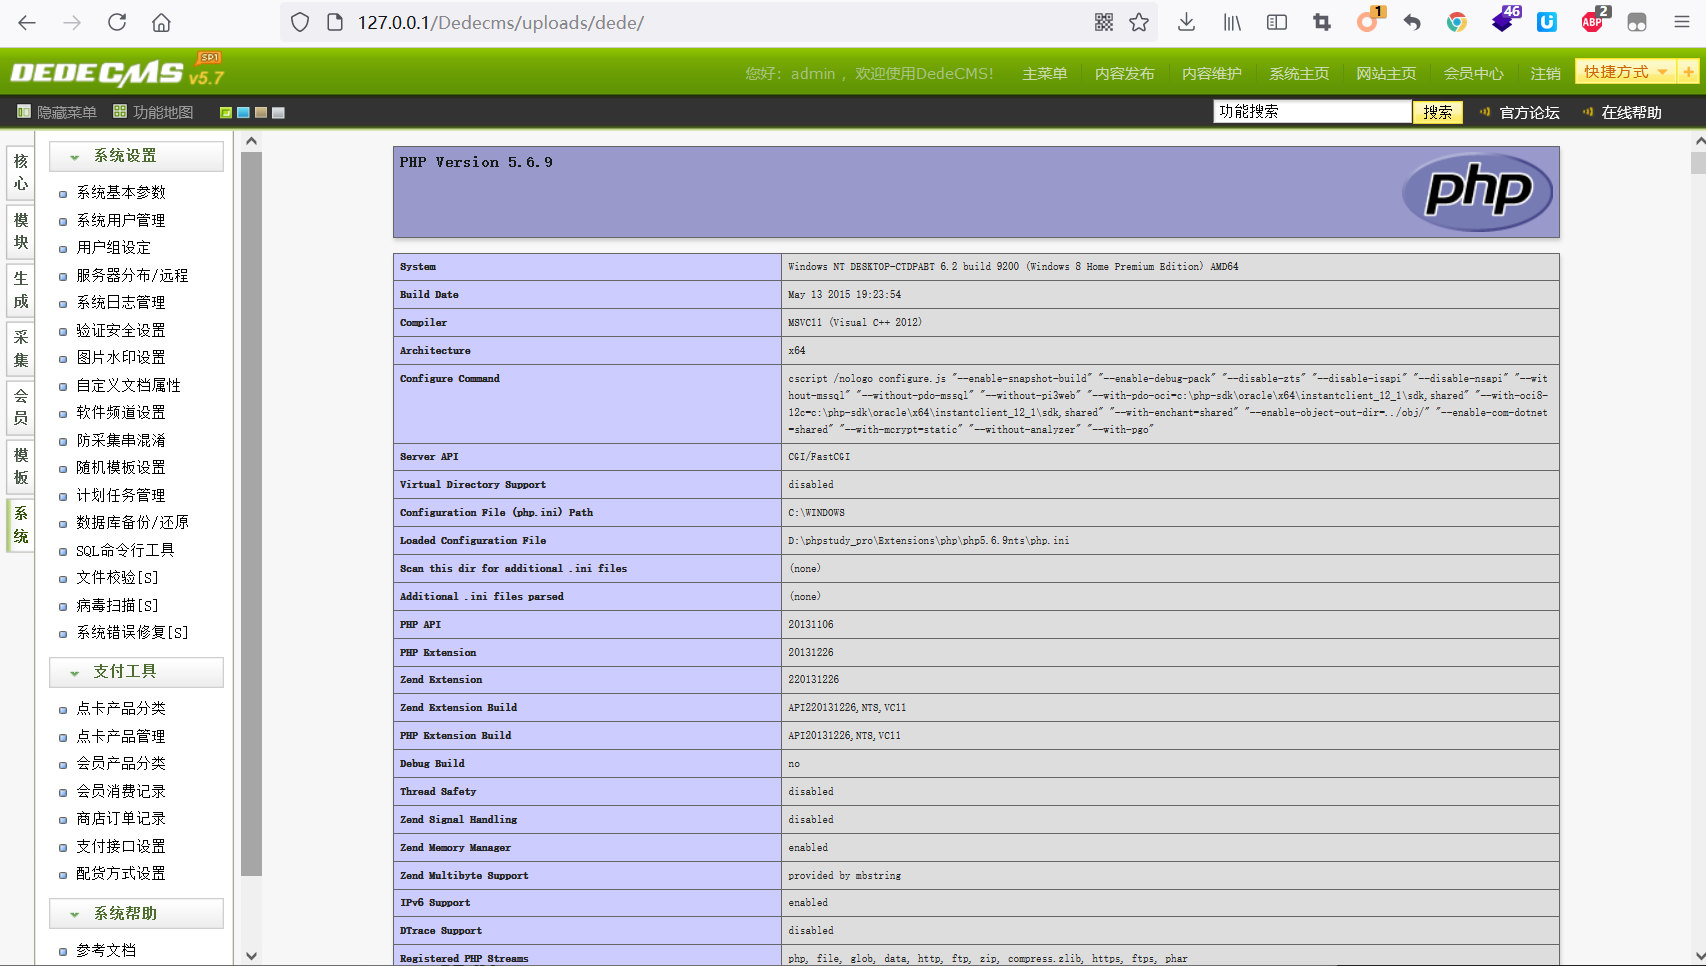 127.0.0.1/Dedecms/uploads/dede/
1
46
ABP
2
DEDECMS v5.7 SP1
您好：admin ，欢迎使用DedeCMS！ 主菜单 内容发布 内容维护 系统主页 网站主页 会员中心 注销 快捷方式 +
隐藏菜单 功能地图 功能搜索 搜索 官方论坛 在线帮助
核心
模块
生成
采集
会员
模板
系统
系统设置
系统基本参数
系统用户管理
用户组设定
服务器分布/远程
系统日志管理
验证安全设置
图片水印设置
自定义文档属性
软件频道设置
防采集串混淆
随机模板设置
计划任务管理
数据库备份/还原
SQL命令行工具
文件校验[S]
病毒扫描[S]
系统错误修复[S]
支付工具
点卡产品分类
点卡产品管理
会员产品分类
会员消费记录
商店订单记录
支付接口设置
配货方式设置
系统帮助
参考文档
PHP Version 5.6.9
php
System Windows NT DESKTOP-CTDPABT 6.2 build 9200 (Windows 8 Home Premium Edition) AMD64
Build Date May 13 2015 19:23:54
Compiler MSVC11 (Visual C++ 2012)
Architecture x64
Configure Command cscript /nologo configure.js "--enable-snapshot-build" "--enable-debug-pack" "--disable-zts" "--disable-isapi" "--disable-nsapi" "--wit
hout-mssql" "--without-pdo-mssql" "--without-pi3web" "--with-pdo-oci=c:\php-sdk\oracle\x64\instantclient_12_1\sdk,shared" "--with-oci8-
12c=c:\php-sdk\oracle\x64\instantclient_12_1\sdk,shared" "--with-enchant=shared" "--enable-object-out-dir=../obj/" "--enable-com-dotnet
=shared" "--with-mcrypt=static" "--without-analyzer" "--with-pgo"
Server API CGI/FastCGI
Virtual Directory Support disabled
Configuration File (php.ini) Path C:\WINDOWS
Loaded Configuration File D:\phpstudy_pro\Extensions\php\php5.6.9nts\php.ini
Scan this dir for additional .ini files (none)
Additional .ini files parsed (none)
PHP API 20131106
PHP Extension 20131226
Zend Extension 220131226
Zend Extension Build API220131226,NTS,VC11
PHP Extension Build API20131226,NTS,VC11
Debug Build no
Thread Safety disabled
Zend Signal Handling disabled
Zend Memory Manager enabled
Zend Multibyte Support provided by mbstring
IPv6 Support enabled
DTrace Support disabled
Registered PHP Streams php, file, glob, data, http, ftp, zip, compress.zlib, https, ftps, phar